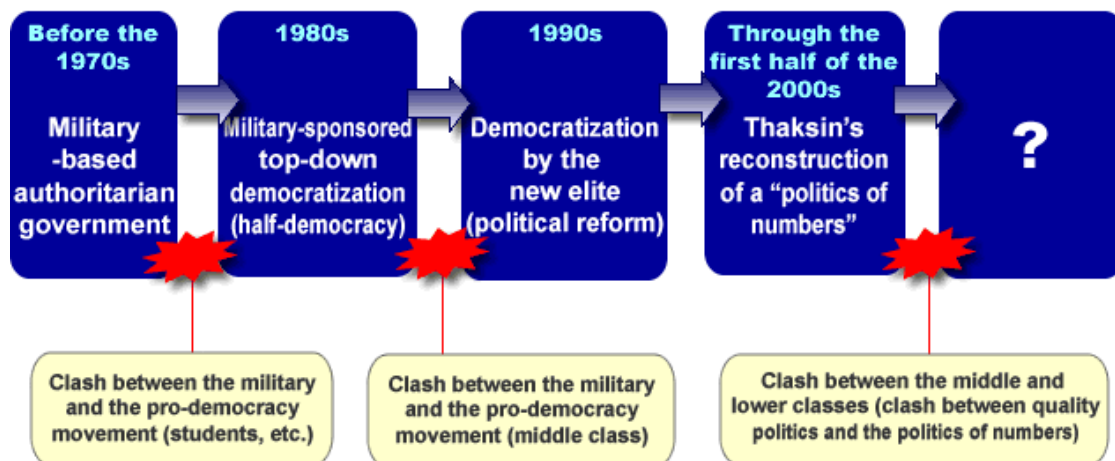 Before the
1970s
Military
-based
authoritarian
government
1980s
Military-sponsored
top-down
democratization
(half-democracy)
1990s
Democratization
by the
new elite
(political reform)
Through the
first half of the
2000s
Thaksin's
reconstruction
of a “politics of
numbers”
?
Clash between the military
and the pro-democracy
movement (students, etc.)
Clash between the military
and the pro-democracy
movement (middle class)
Clash between the middle and
lower classes (clash between quality
politics and the politics of numbers)